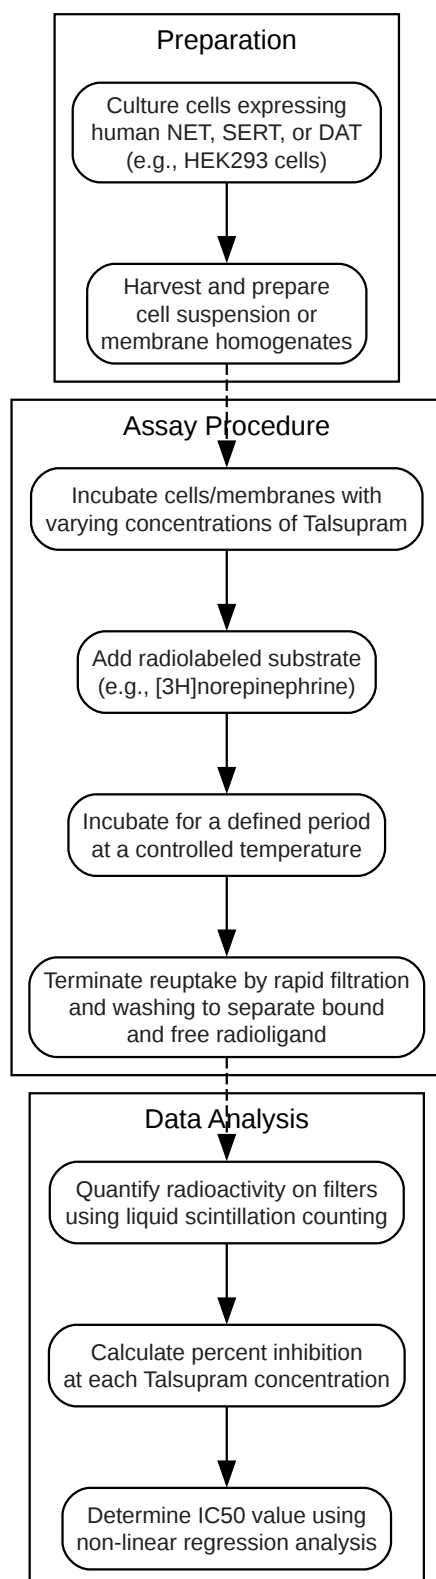 Preparation
Culture cells expressing
human NET, SERT, or DAT
(e.g., HEK293 cells)
Harvest and prepare
cell suspension or
membrane homogenates
Assay Procedure
Incubate cells/membranes with
varying concentrations of Talsupram
Add radiolabeled substrate
(e.g., [3H]norepinephrine)
Incubate for a defined period
at a controlled temperature
Terminate reuptake by rapid filtration
and washing to separate bound
and free radioligand
Data Analysis
Quantify radioactivity on filters
using liquid scintillation counting
Calculate percent inhibition
at each Talsupram concentration
Determine IC50 value using
non-linear regression analysis